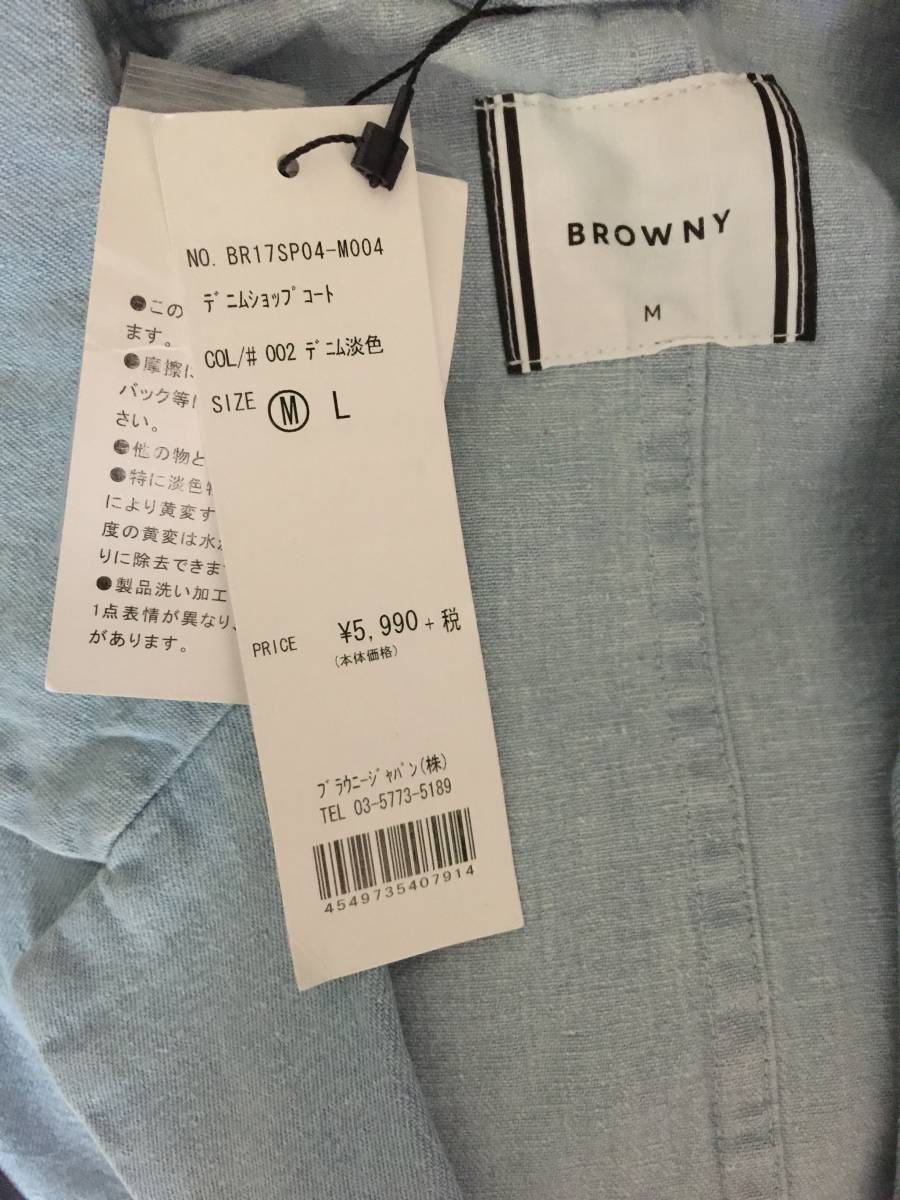 BROWNY
M
NO. BR17SP04-M004
ﾃﾞﾆﾑｼｮｯﾌﾟｺｰﾄ
COL/# 002 ﾃﾞﾆﾑ淡色
SIZE Ⓜ L
PRICE ¥5,990 + 税
(本体価格)
ﾌﾞﾗｳﾆｰｼﾞｬﾊﾟﾝ(株)
TEL 03-5773-5189
4549735407914
●この
ます。
●摩擦に
バック等に
さい。
●他の物と
●特に淡色物
により黄変す
度の黄変は水
りに除去できます
●製品洗い加工
1点表情が異なり、
があります。